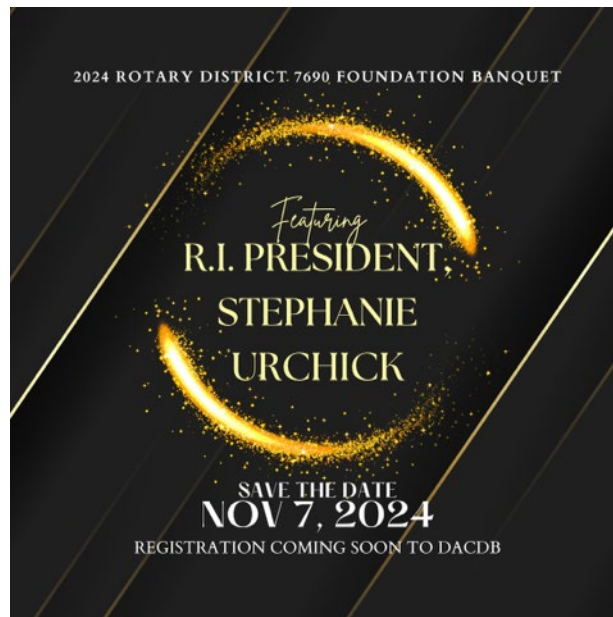 2024 ROTARY DISTRICT 7690 FOUNDATION BANQUET
Featuring
R.I. PRESIDENT,
STEPHANIE
URCHICK
SAVE THE DATE
NOV 7, 2024
REGISTRATION COMING SOON TO DACDB